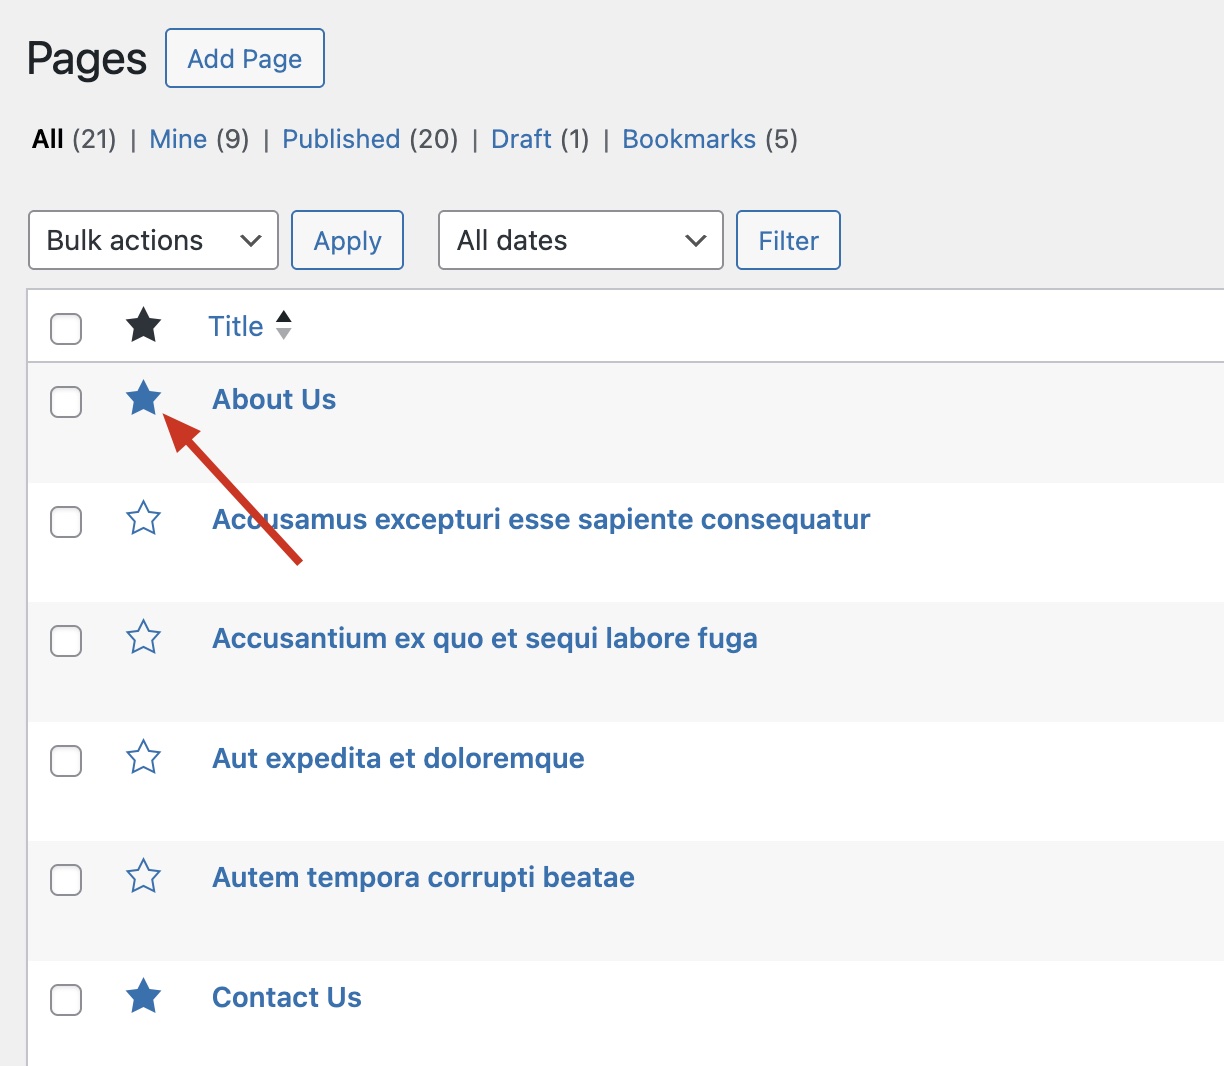 Pages Add Page
All (21) | Mine (9) | Published (20) | Draft (1) | Bookmarks (5)
Bulk actions Apply All dates Filter
Title
About Us
Accusamus excepturi esse sapiente consequatur
Accusantium ex quo et sequi labore fuga
Aut expedita et doloremque
Autem tempora corrupti beatae
Contact Us